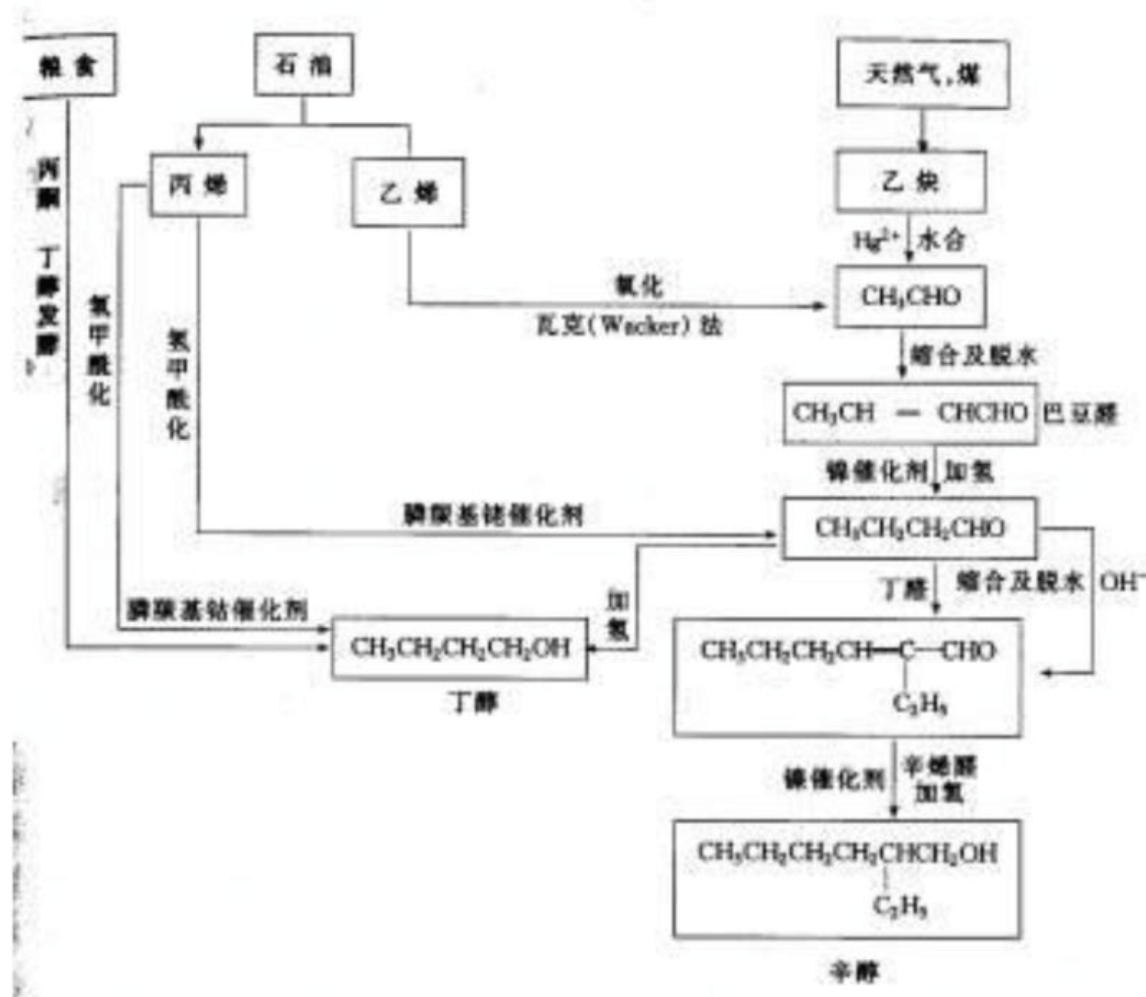 粮食
石油
天然气,煤
丙烯
乙烯
乙炔
Hg²⁺ 水合
CH₃CHO
氧化
瓦克(Wacker)法
缩合及脱水
CH₃CH = CHCHO 巴豆醛
镍催化剂 加氢
丙酮 丁醇发酵
氢甲酰化
氢甲酰化
膦羰基铑催化剂
CH₃CH₂CH₂CHO
丁醛 缩合及脱水 OH⁻
膦羰基钴催化剂
加氢
CH₃CH₂CH₂CH₂OH
丁醇
CH₃CH₂CH₂CH=C—CHO
C₂H₅
镍催化剂 辛烯醛
加氢
CH₃CH₂CH₂CH₂CHCH₂OH
C₂H₅
辛醇